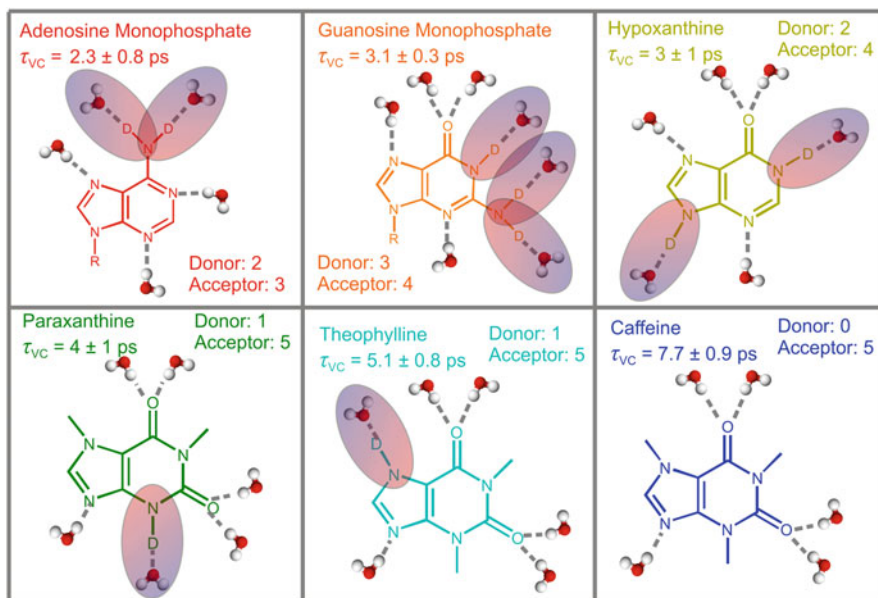 Adenosine Monophosphate
τVC = 2.3 ± 0.8 ps
D D
N
N
N
N
N
R
Donor: 2
Acceptor: 3
Guanosine Monophosphate
τVC = 3.1 ± 0.3 ps
O
D
N
N
D
N
N
N
D
R
Donor: 3
Acceptor: 4
Hypoxanthine
Donor: 2
τVC = 3 ± 1 ps
Acceptor: 4
O
D
N
N
N
N
D
Paraxanthine
Donor: 1
τVC = 4 ± 1 ps
Acceptor: 5
O
N
N
N
N
O
D
Theophylline
Donor: 1
τVC = 5.1 ± 0.8 ps
Acceptor: 5
D
O
N
N
N
N
O
Caffeine
Donor: 0
τVC = 7.7 ± 0.9 ps
Acceptor: 5
O
N
N
N
N
O